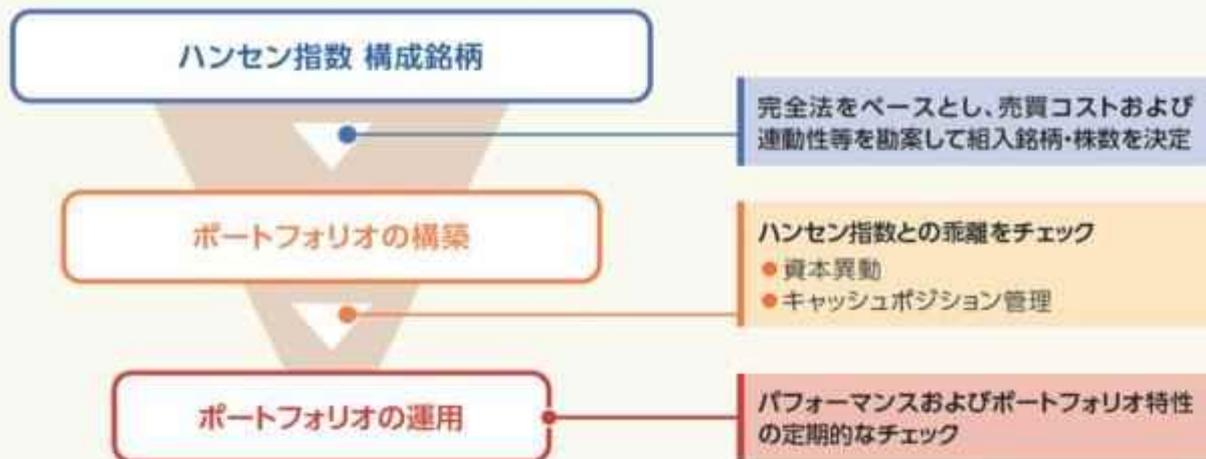 ハンセン指数 構成銘柄
完全法をベースとし、売買コストおよび
連動性等を勘案して組入銘柄・株数を決定
ポートフォリオの構築
ハンセン指数との乖離をチェック
●資本異動
●キャッシュポジション管理
ポートフォリオの運用
パフォーマンスおよびポートフォリオ特性
の定期的なチェック